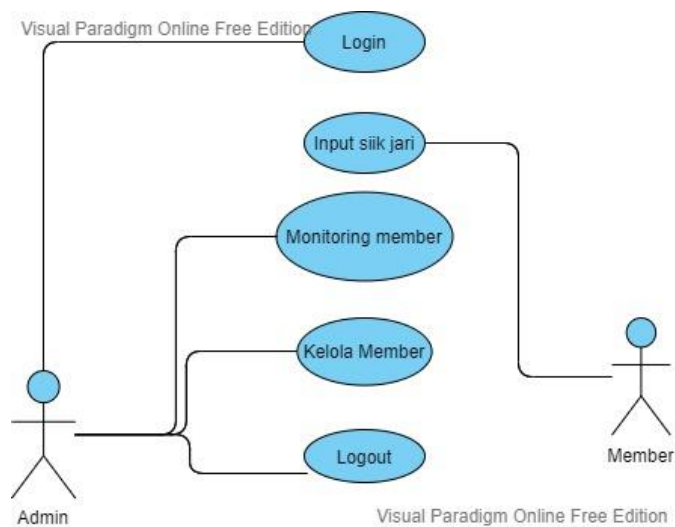 Visual Paradigm Online Free Edition
Login
Input siik jari
Monitoring member
Kelola Member
Logout
Member
Admin
Visual Paradigm Online Free Edition